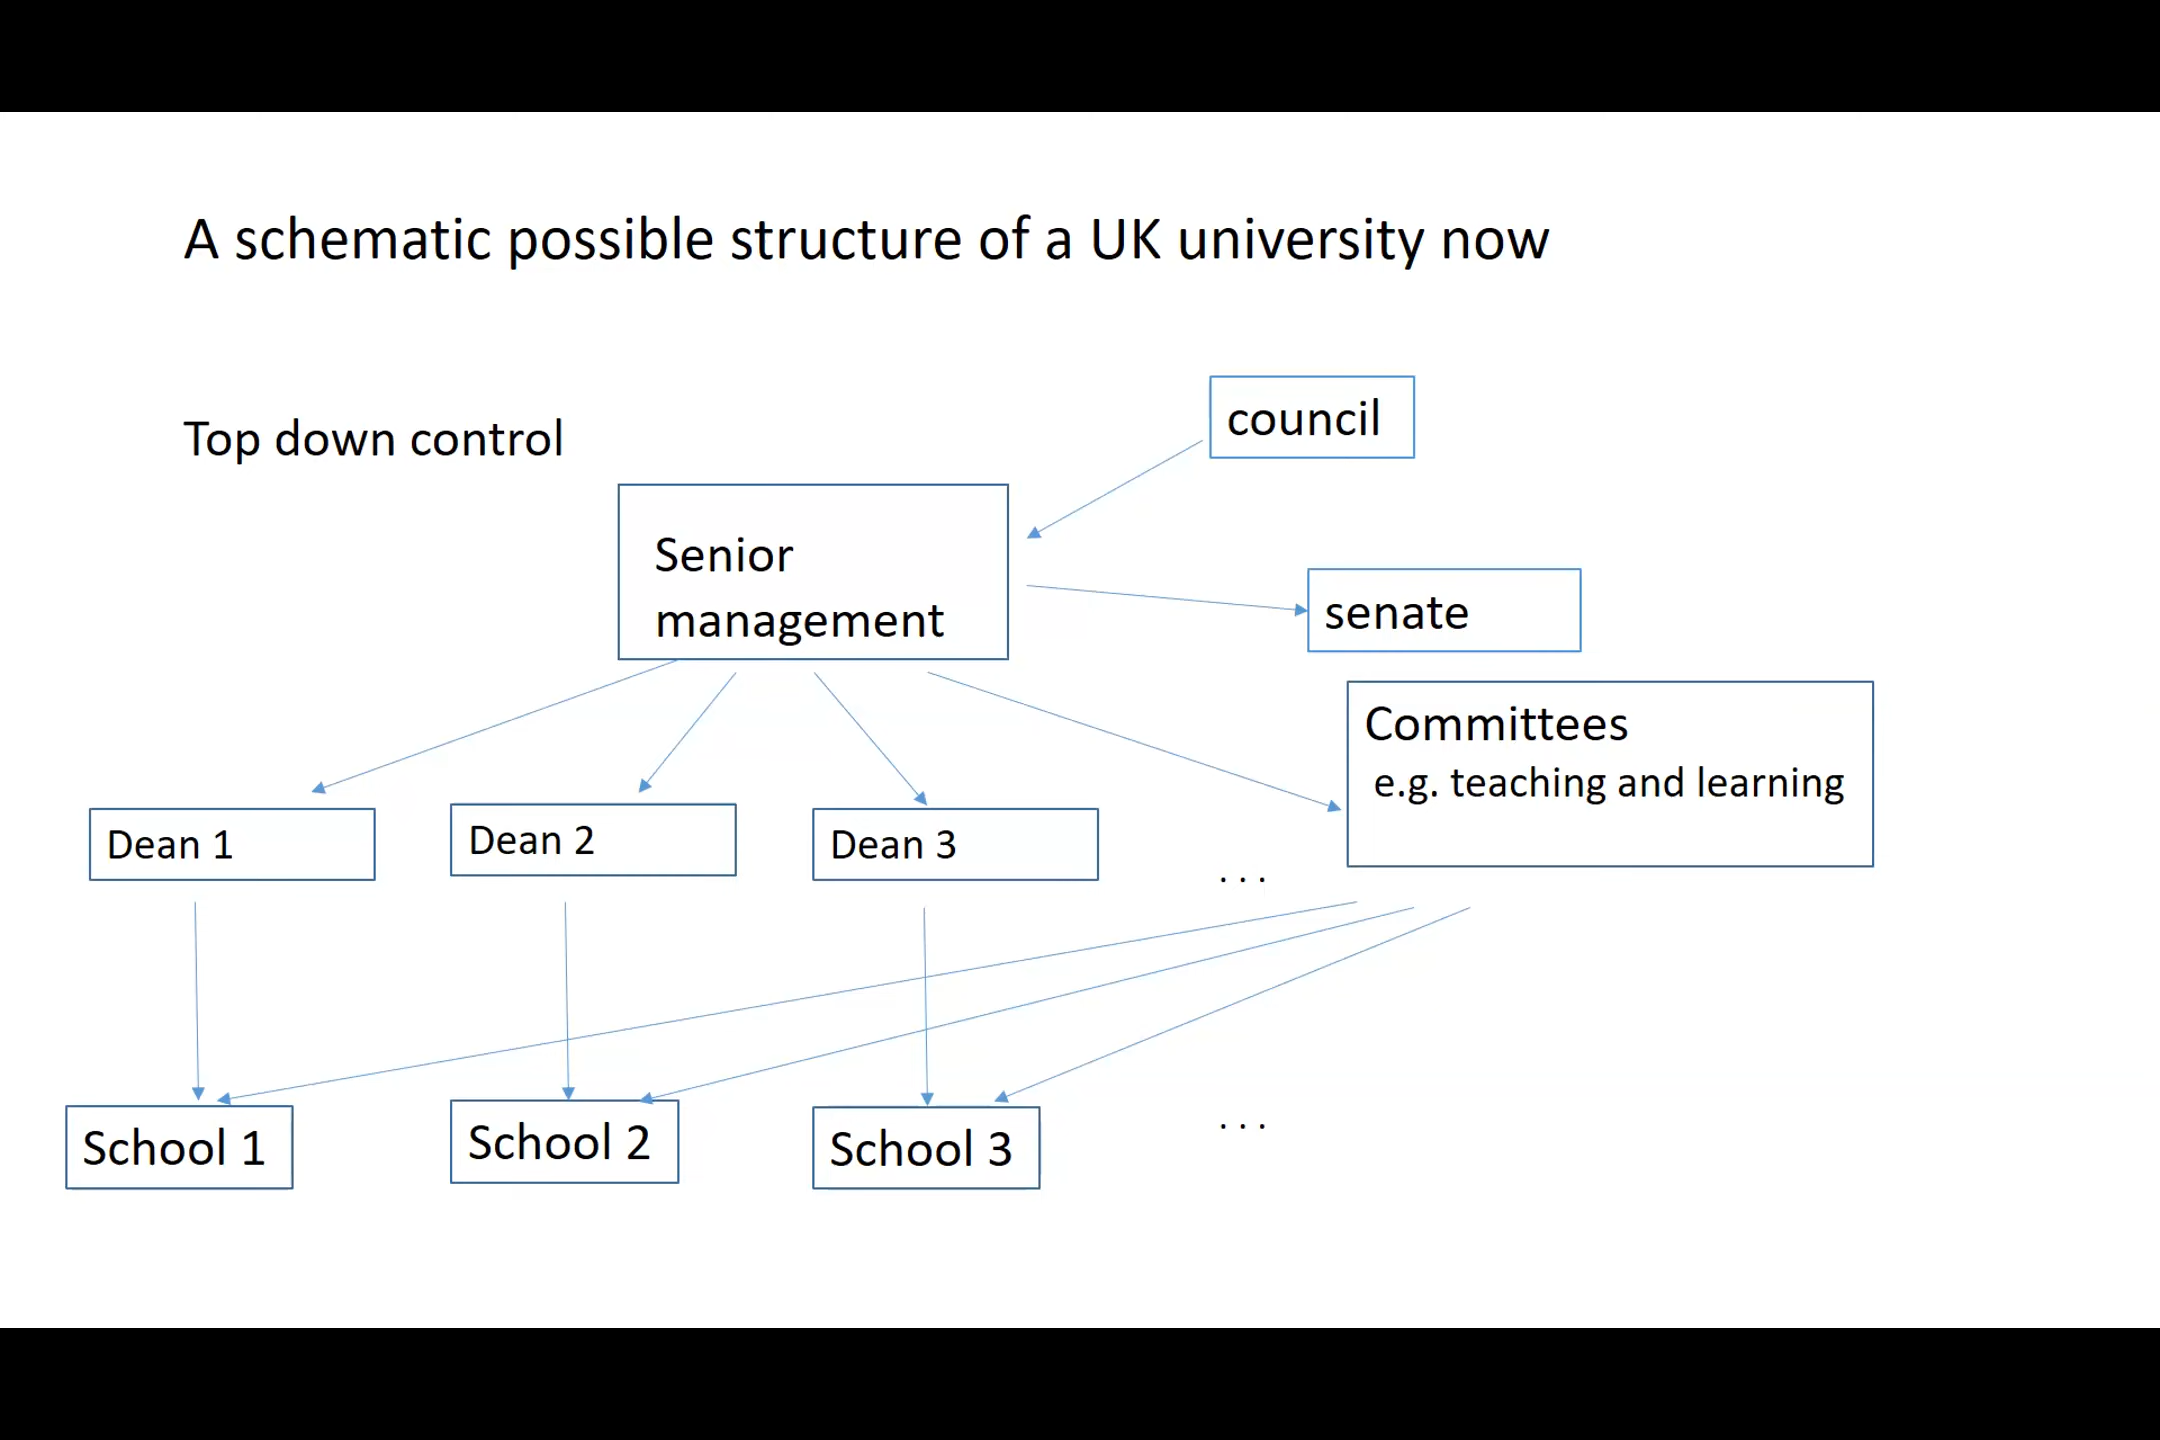 A schematic possible structure of a UK university now
Top down control
council
Senior
management
senate
Committees
e.g. teaching and learning
Dean 1
Dean 2
Dean 3
. . .
School 1
School 2
School 3
. . .